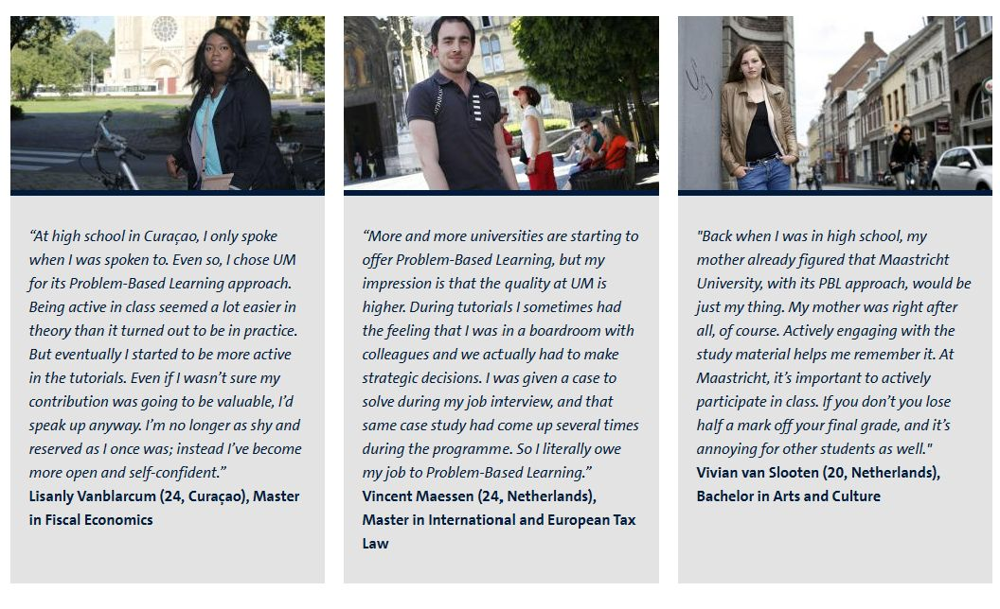 “At high school in Curaçao, I only spoke
when I was spoken to. Even so, I chose UM
for its Problem-Based Learning approach.
Being active in class seemed a lot easier in
theory than it turned out to be in practice.
But eventually I started to be more active
in the tutorials. Even if I wasn’t sure my
contribution was going to be valuable, I’d
speak up anyway. I’m no longer as shy and
reserved as I once was; instead I’ve become
more open and self-confident.”
Lisanly Vanblarcum (24, Curaçao), Master
in Fiscal Economics
“More and more universities are starting to
offer Problem-Based Learning, but my
impression is that the quality at UM is
higher. During tutorials I sometimes had
the feeling that I was in a boardroom with
colleagues and we actually had to make
strategic decisions. I was given a case to
solve during my job interview, and that
same case study had come up several times
during the programme. So I literally owe
my job to Problem-Based Learning.”
Vincent Maessen (24, Netherlands),
Master in International and European Tax
Law
"Back when I was in high school, my
mother already figured that Maastricht
University, with its PBL approach, would be
just my thing. My mother was right after
all, of course. Actively engaging with the
study material helps me remember it. At
Maastricht, it’s important to actively
participate in class. If you don’t you lose
half a mark off your final grade, and it’s
annoying for other students as well."
Vivian van Slooten (20, Netherlands),
Bachelor in Arts and Culture